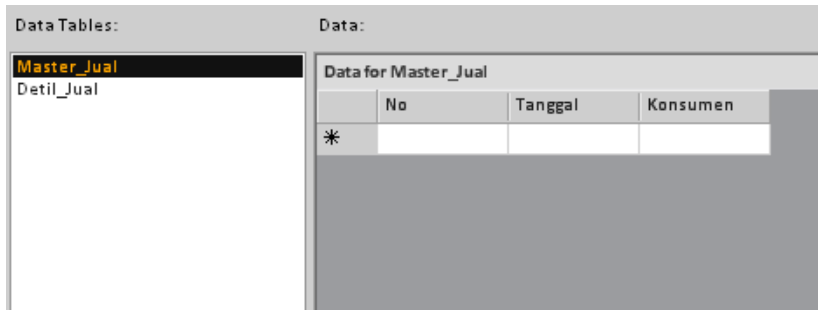 Data Tables:
Data:
Master_Jual
Detil_Jual
Data for Master_Jual
No Tanggal Konsumen